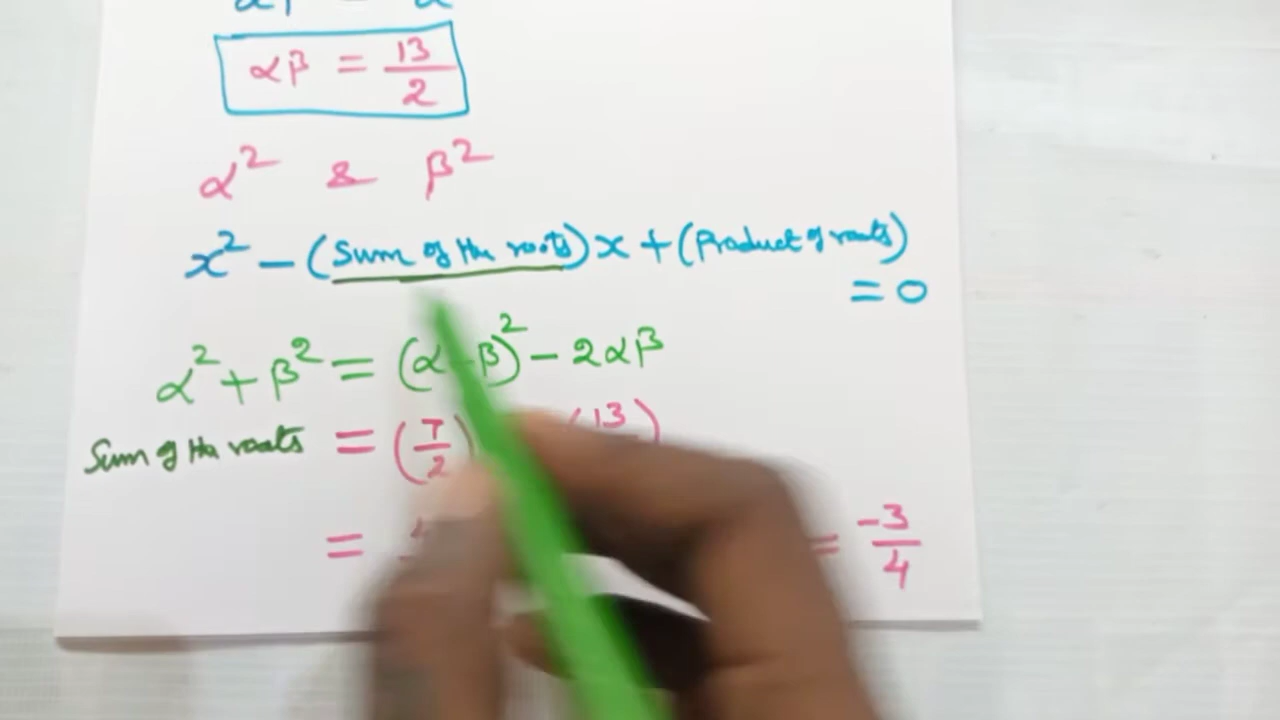 αβ = 13/2
α² & β²
x² - (Sum of the roots)x + (Product of roots)
= 0
α² + β² = (α β)² - 2αβ
Sum of the roots = (7/2) (13
= = -3/4